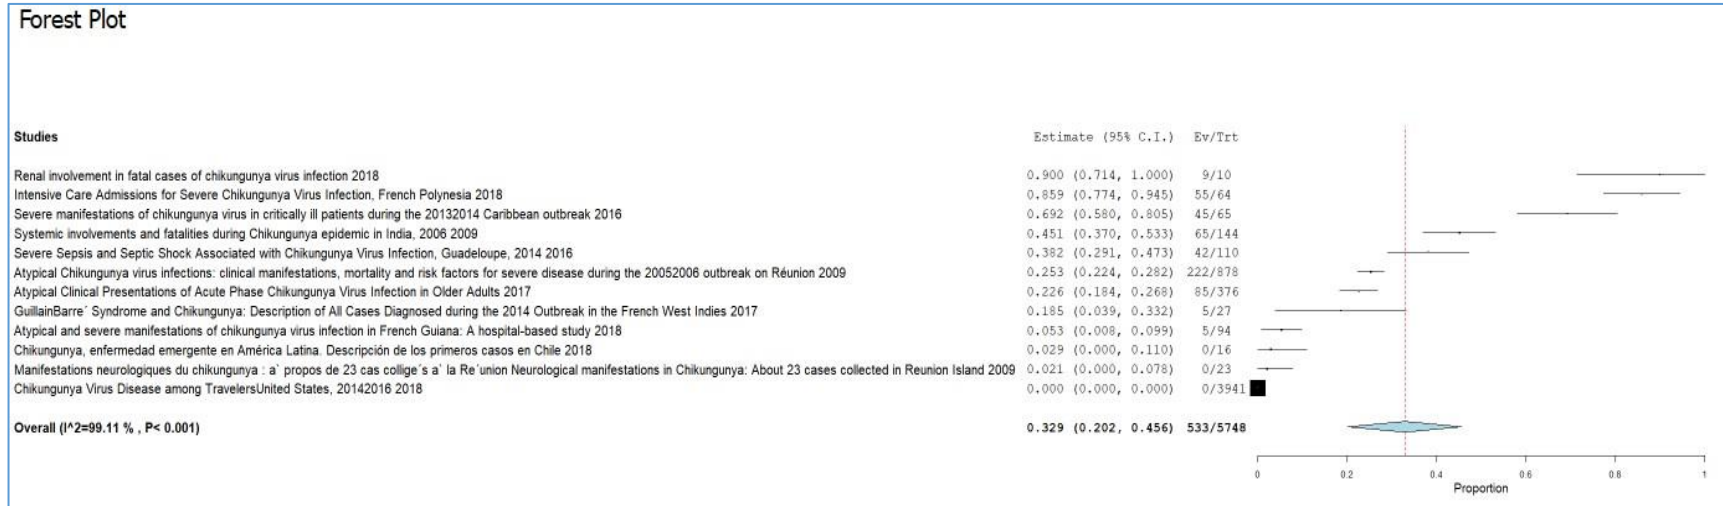 Forest Plot
Studies Estimate (95% C.I.) Ev/Trt
Renal involvement in fatal cases of chikungunya virus infection 2018 0.900 (0.714, 1.000) 9/10
Intensive Care Admissions for Severe Chikungunya Virus Infection, French Polynesia 2018 0.859 (0.774, 0.945) 55/64
Severe manifestations of chikungunya virus in critically ill patients during the 20132014 Caribbean outbreak 2016 0.692 (0.580, 0.805) 45/65
Systemic involvements and fatalities during Chikungunya epidemic in India, 2006 2009 0.451 (0.370, 0.533) 65/144
Severe Sepsis and Septic Shock Associated with Chikungunya Virus Infection, Guadeloupe, 2014 2016 0.382 (0.291, 0.473) 42/110
Atypical Chikungunya virus infections: clinical manifestations, mortality and risk factors for severe disease during the 20052006 outbreak on Réunion 2009 0.253 (0.224, 0.282) 222/878
Atypical Clinical Presentations of Acute Phase Chikungunya Virus Infection in Older Adults 2017 0.226 (0.184, 0.268) 85/376
GuillainBarre´ Syndrome and Chikungunya: Description of All Cases Diagnosed during the 2014 Outbreak in the French West Indies 2017 0.185 (0.039, 0.332) 5/27
Atypical and severe manifestations of chikungunya virus infection in French Guiana: A hospital-based study 2018 0.053 (0.008, 0.099) 5/94
Chikungunya, enfermedad emergente en América Latina. Descripción de los primeros casos en Chile 2018 0.029 (0.000, 0.110) 0/16
Manifestations neurologiques du chikungunya : a` propos de 23 cas collige´s a` la Re´union Neurological manifestations in Chikungunya: About 23 cases collected in Reunion Island 2009 0.021 (0.000, 0.078) 0/23
Chikungunya Virus Disease among TravelersUnited States, 20142016 2018 0.000 (0.000, 0.000) 0/3941
Overall (I^2=99.11 % , P< 0.001) 0.329 (0.202, 0.456) 533/5748
0 0.2 0.4 0.6 0.8 1
Proportion